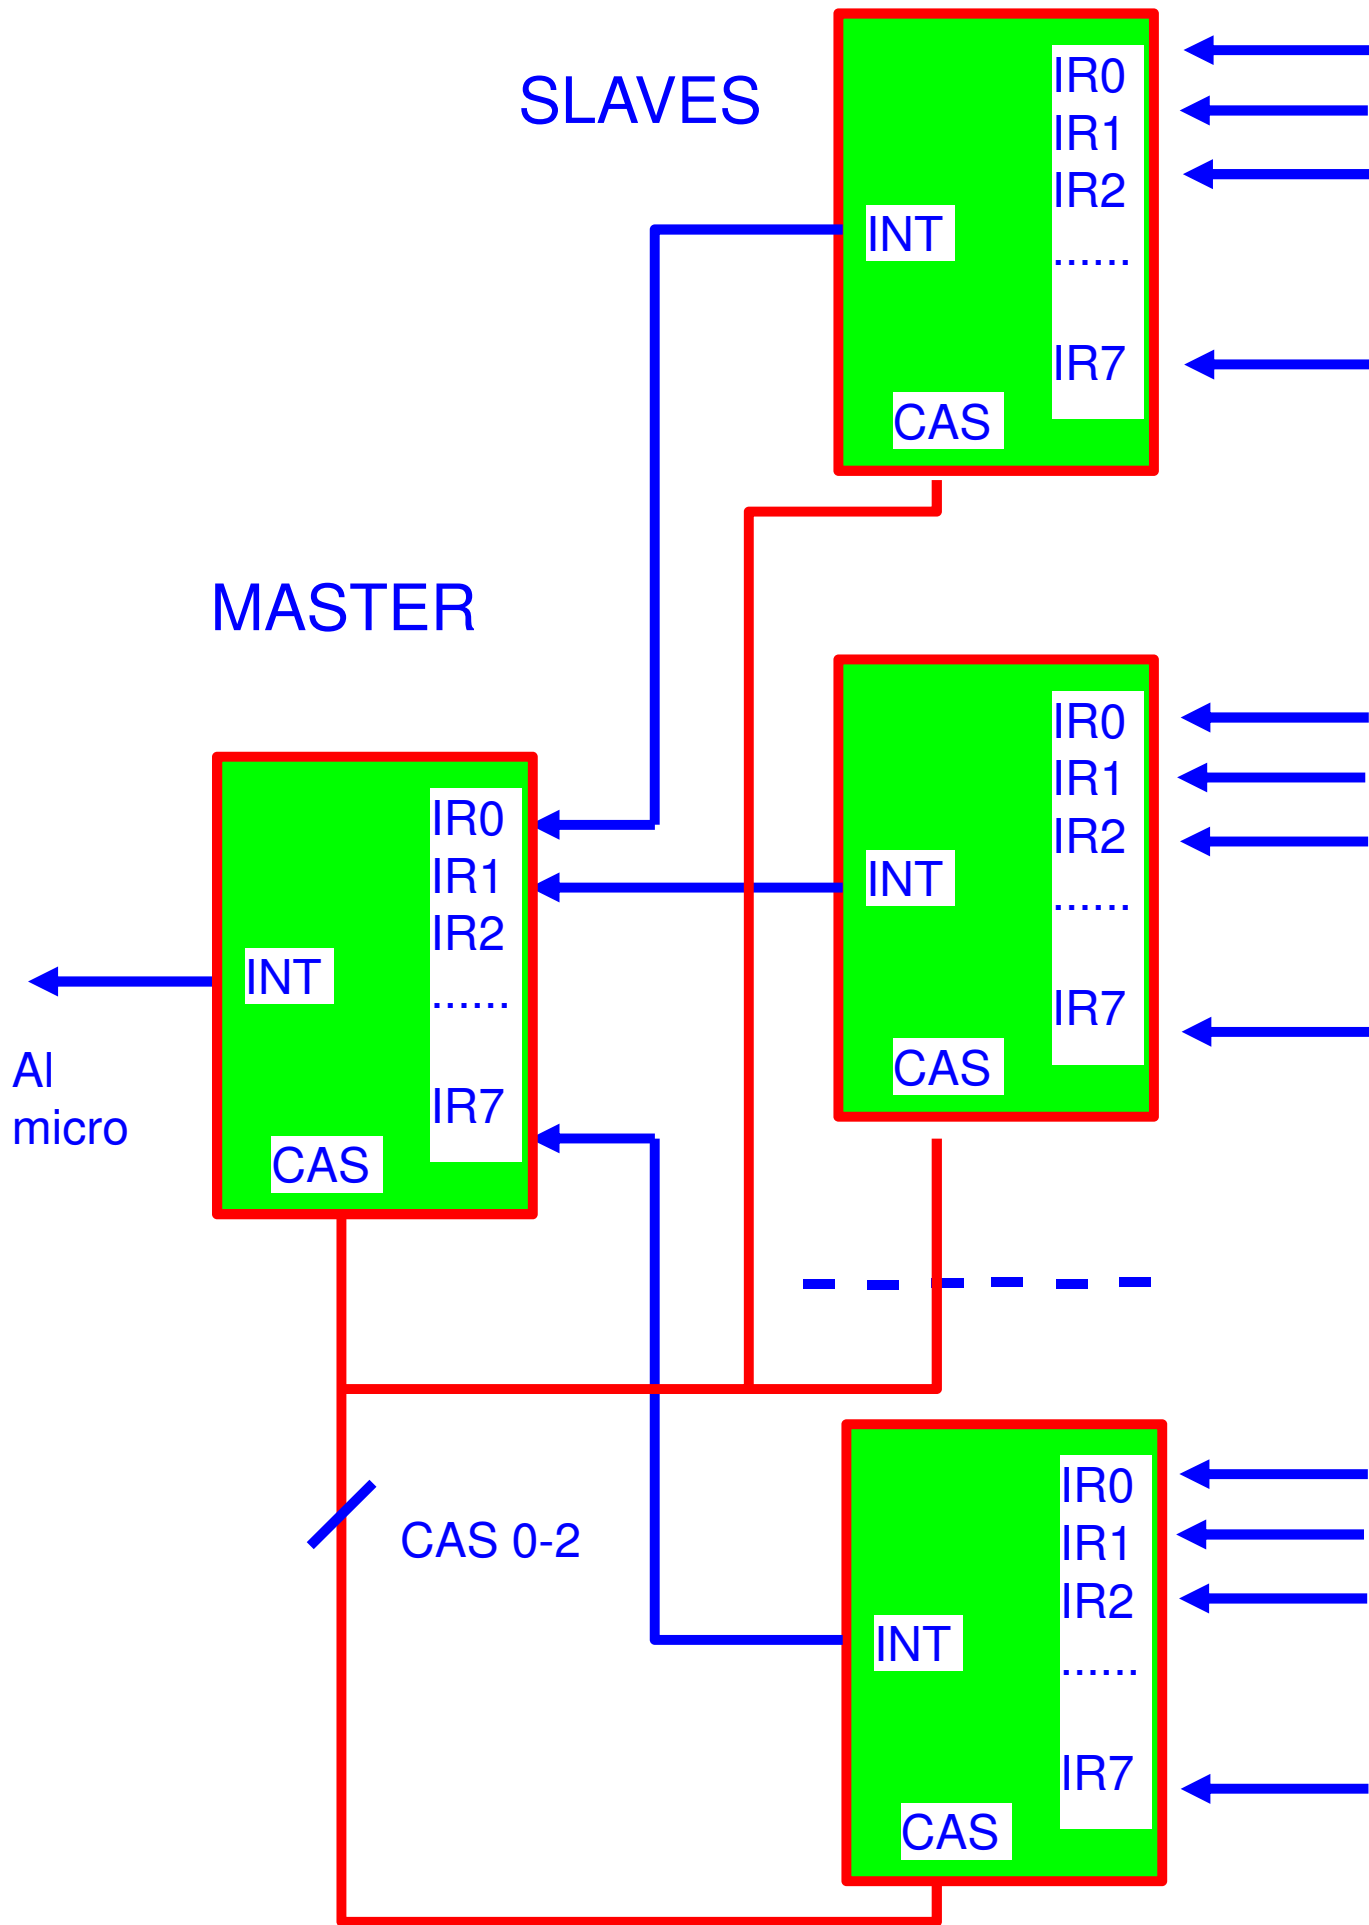 SLAVES
IR0
IR1
IR2
......
IR7
INT
CAS
MASTER
IR0
IR1
IR2
......
IR7
INT
CAS
IR0
IR1
IR2
......
IR7
INT
CAS
Al
micro
CAS 0-2
IR0
IR1
IR2
......
IR7
INT
CAS